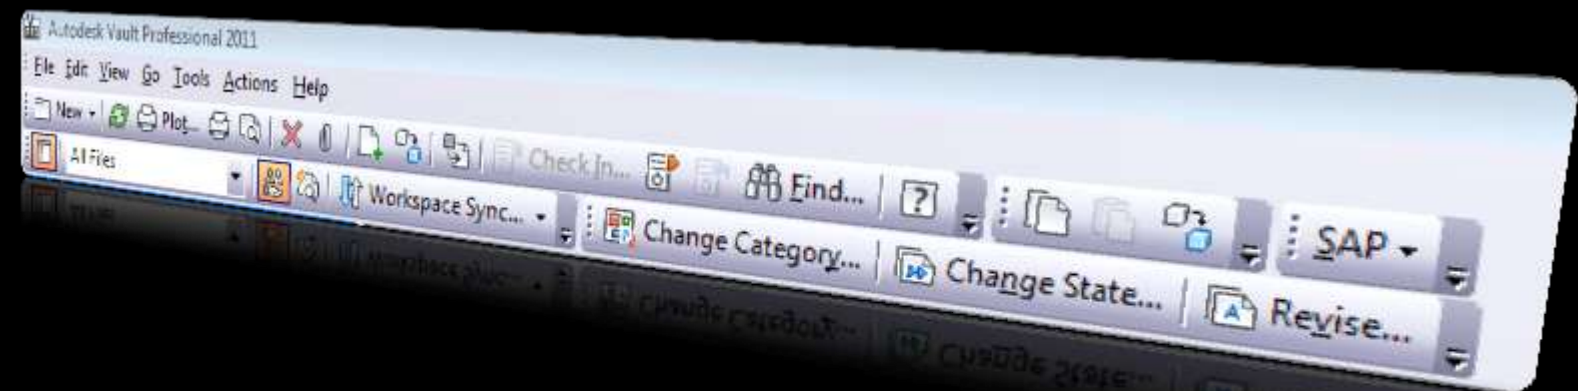 Autodesk Vault Professional 2011
File Edit View Go Tools Actions Help
New Plot... Check In... Find... SAP
All Files Workspace Sync... Change Category... Change State... Revise...